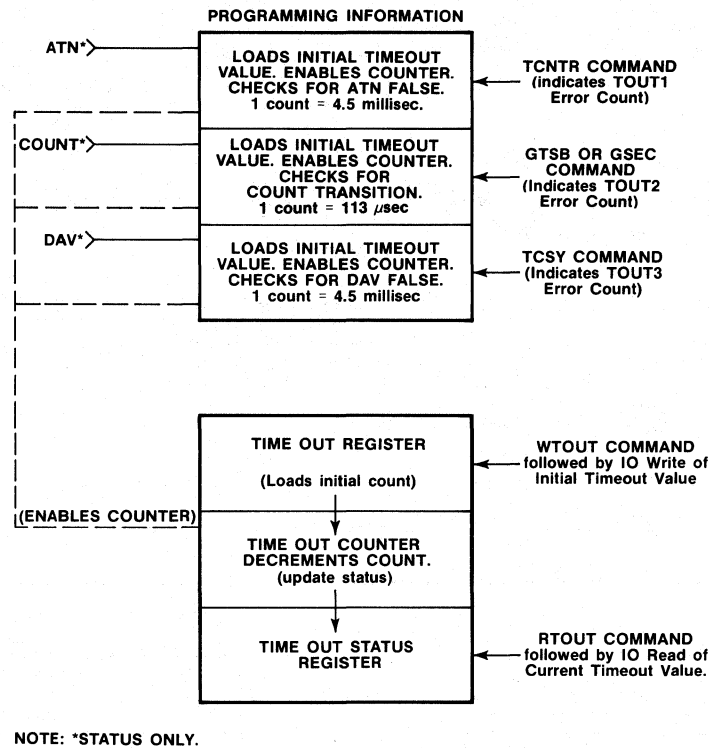 PROGRAMMING INFORMATION
ATN*
LOADS INITIAL TIMEOUT
VALUE. ENABLES COUNTER.
CHECKS FOR ATN FALSE.
1 count = 4.5 millisec.
TCNTR COMMAND
(indicates TOUT1
Error Count)
COUNT*
LOADS INITIAL TIMEOUT
VALUE. ENABLES COUNTER.
CHECKS FOR
COUNT TRANSITION.
1 count = 113 μsec
GTSB OR GSEC
COMMAND
(Indicates TOUT2
Error Count)
DAV*
LOADS INITIAL TIMEOUT
VALUE. ENABLES COUNTER.
CHECKS FOR DAV FALSE.
1 count = 4.5 millisec
TCSY COMMAND
(Indicates TOUT3
Error Count)
TIME OUT REGISTER
(Loads initial count)
WTOUT COMMAND
followed by IO Write of
Initial Timeout Value
(ENABLES COUNTER)
TIME OUT COUNTER
DECREMENTS COUNT.
(update status)
TIME OUT STATUS
REGISTER
RTOUT COMMAND
followed by IO Read of
Current Timeout Value.
NOTE: *STATUS ONLY.